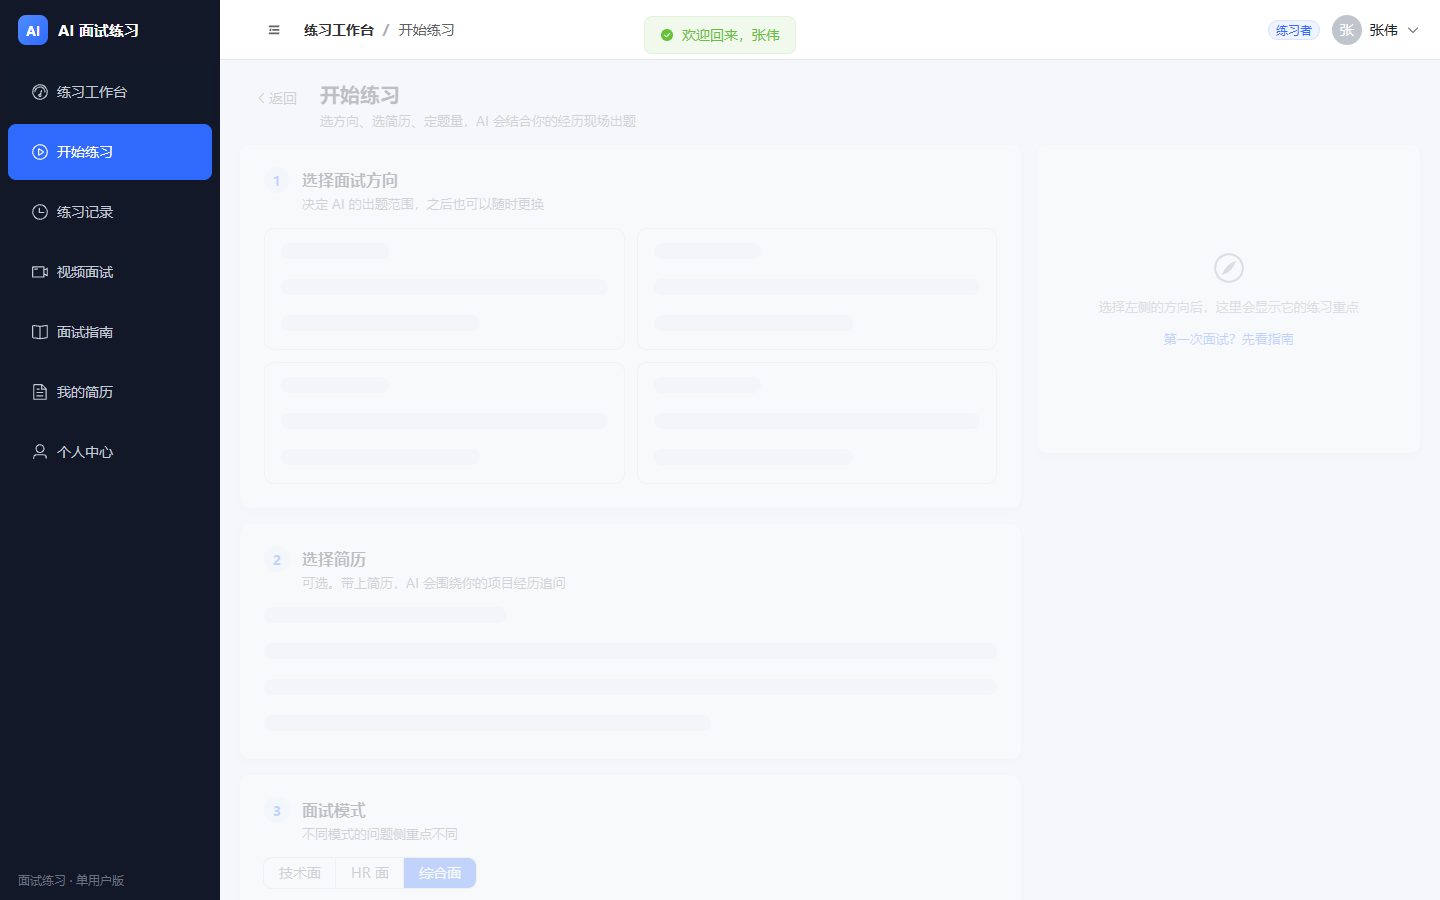 AI AI 面试练习
练习工作台
开始练习
练习记录
视频面试
面试指南
我的简历
个人中心
面试练习 · 单用户版
练习工作台 / 开始练习
欢迎回来，张伟
练习者 张 张伟
返回
开始练习
选方向、选简历、定题量，AI 会结合你的经历现场出题
1 选择面试方向
决定 AI 的出题范围，之后也可以随时更换
选择左侧的方向后，这里会显示它的练习重点
第一次面试？先看指南
2 选择简历
可选。带上简历，AI 会围绕你的项目经历追问
3 面试模式
不同模式的问题侧重点不同
技术面 HR 面 综合面